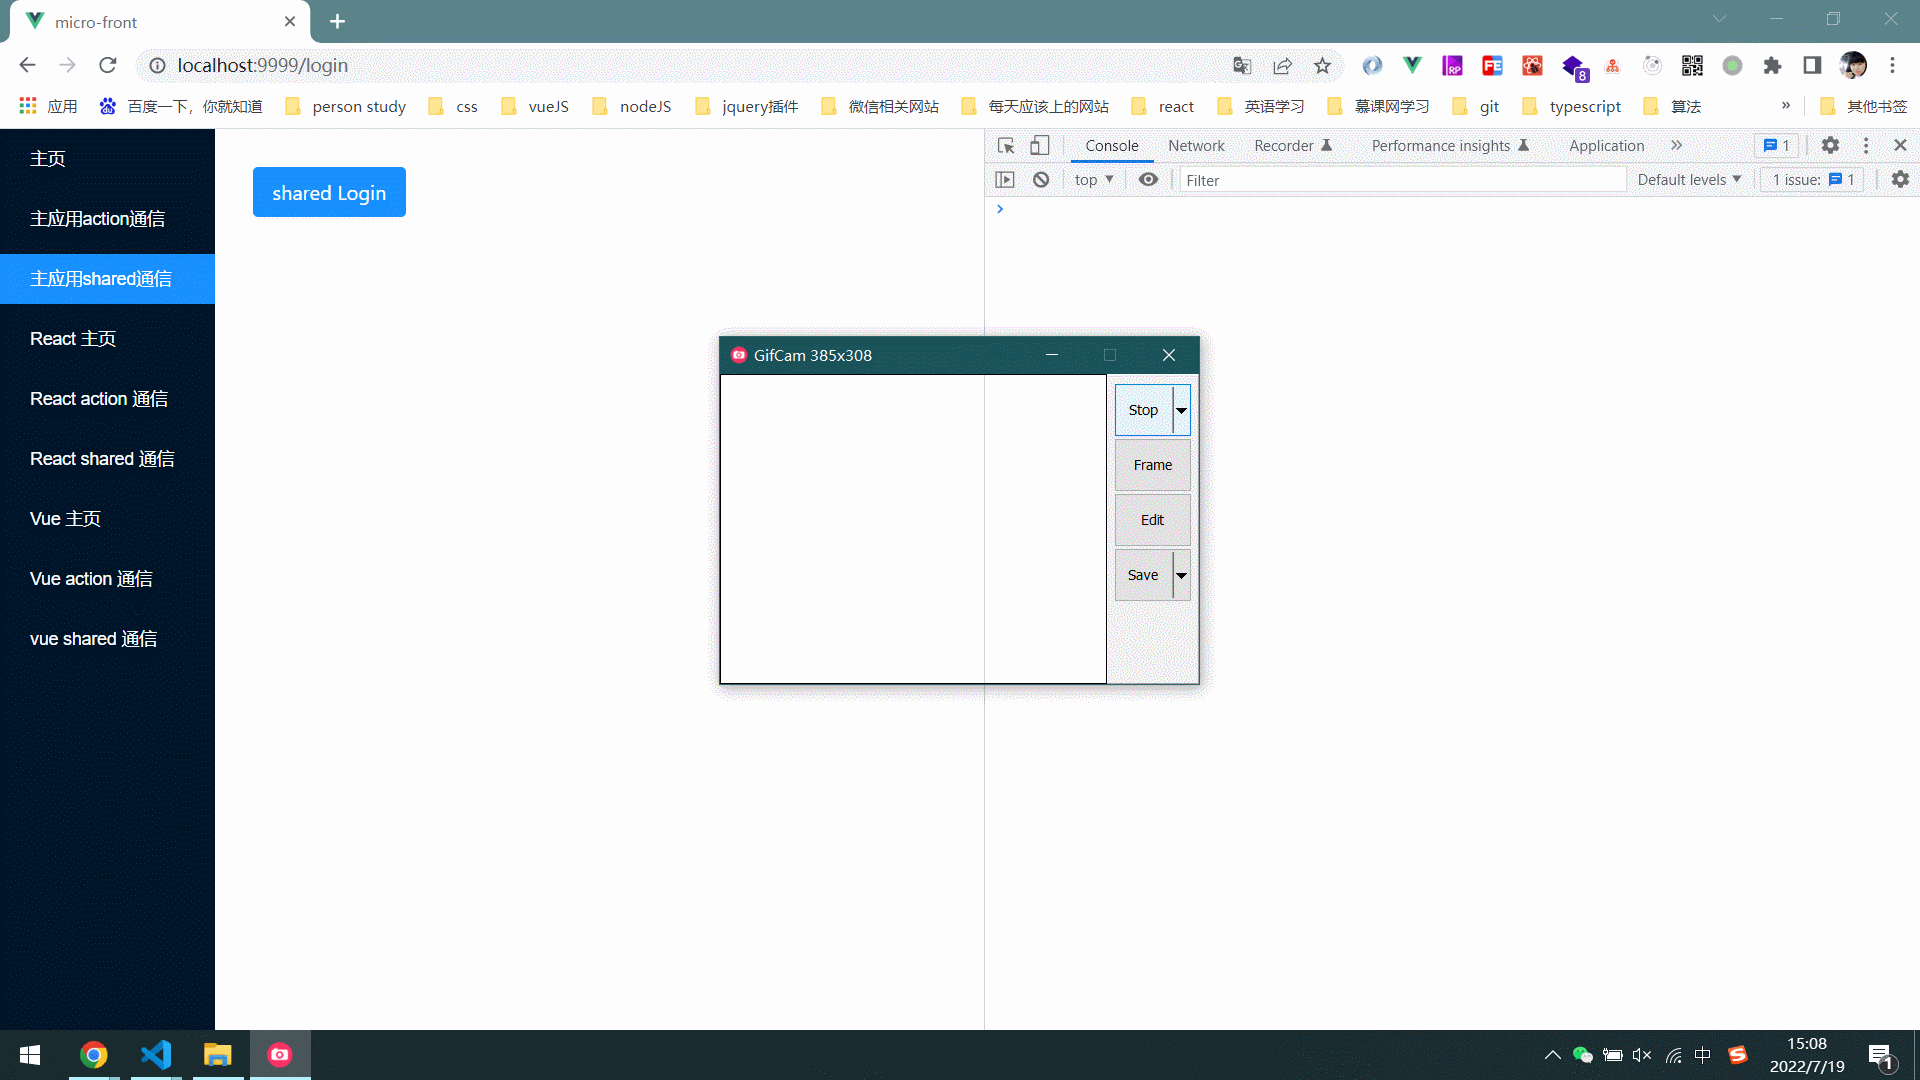 micro-front
localhost:9999/login
8
应用 百度一下，你就知道 person study css vueJS nodeJS jquery插件 微信相关网站 每天应该上的网站 react 英语学习 慕课网学习 git typescript 算法 » 其他书签
主页
主应用action通信
主应用shared通信
React 主页
React action 通信
React shared 通信
Vue 主页
Vue action 通信
vue shared 通信
shared Login
Console Network Recorder Performance insights Application » 1
top Filter Default levels 1 issue: 1
GifCam 385x308
Stop
Frame
Edit
Save
中
15:08
2022/7/19
1